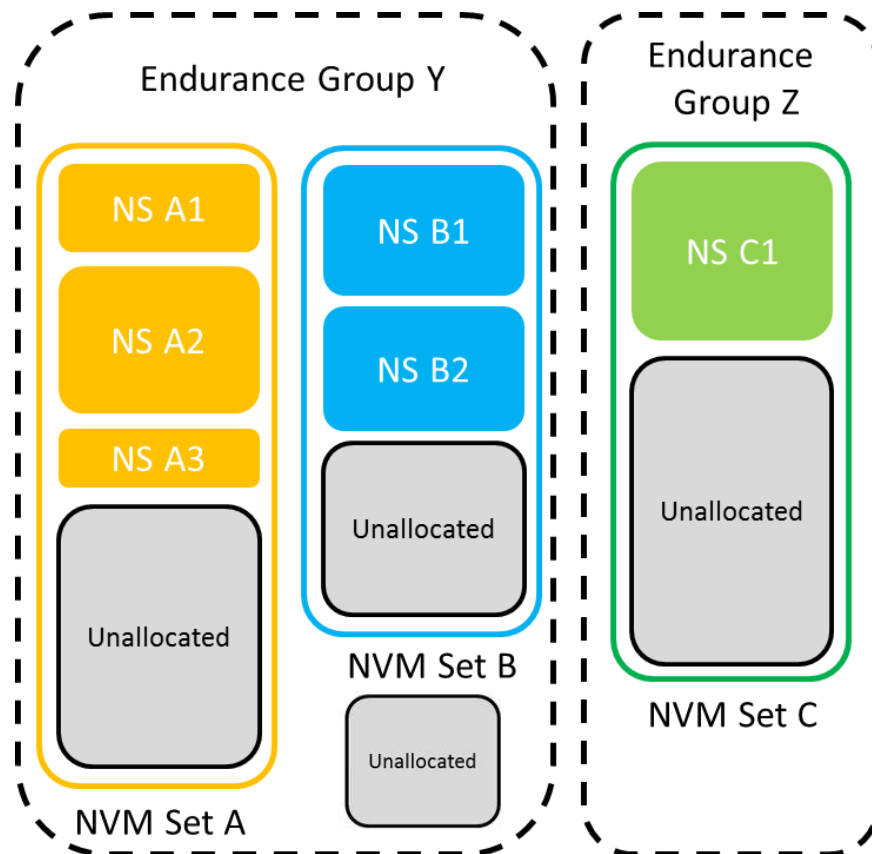 Endurance Group Y
NS A1
NS A2
NS A3
Unallocated
NVM Set A
NS B1
NS B2
Unallocated
NVM Set B
Unallocated
Endurance
Group Z
NS C1
Unallocated
NVM Set C